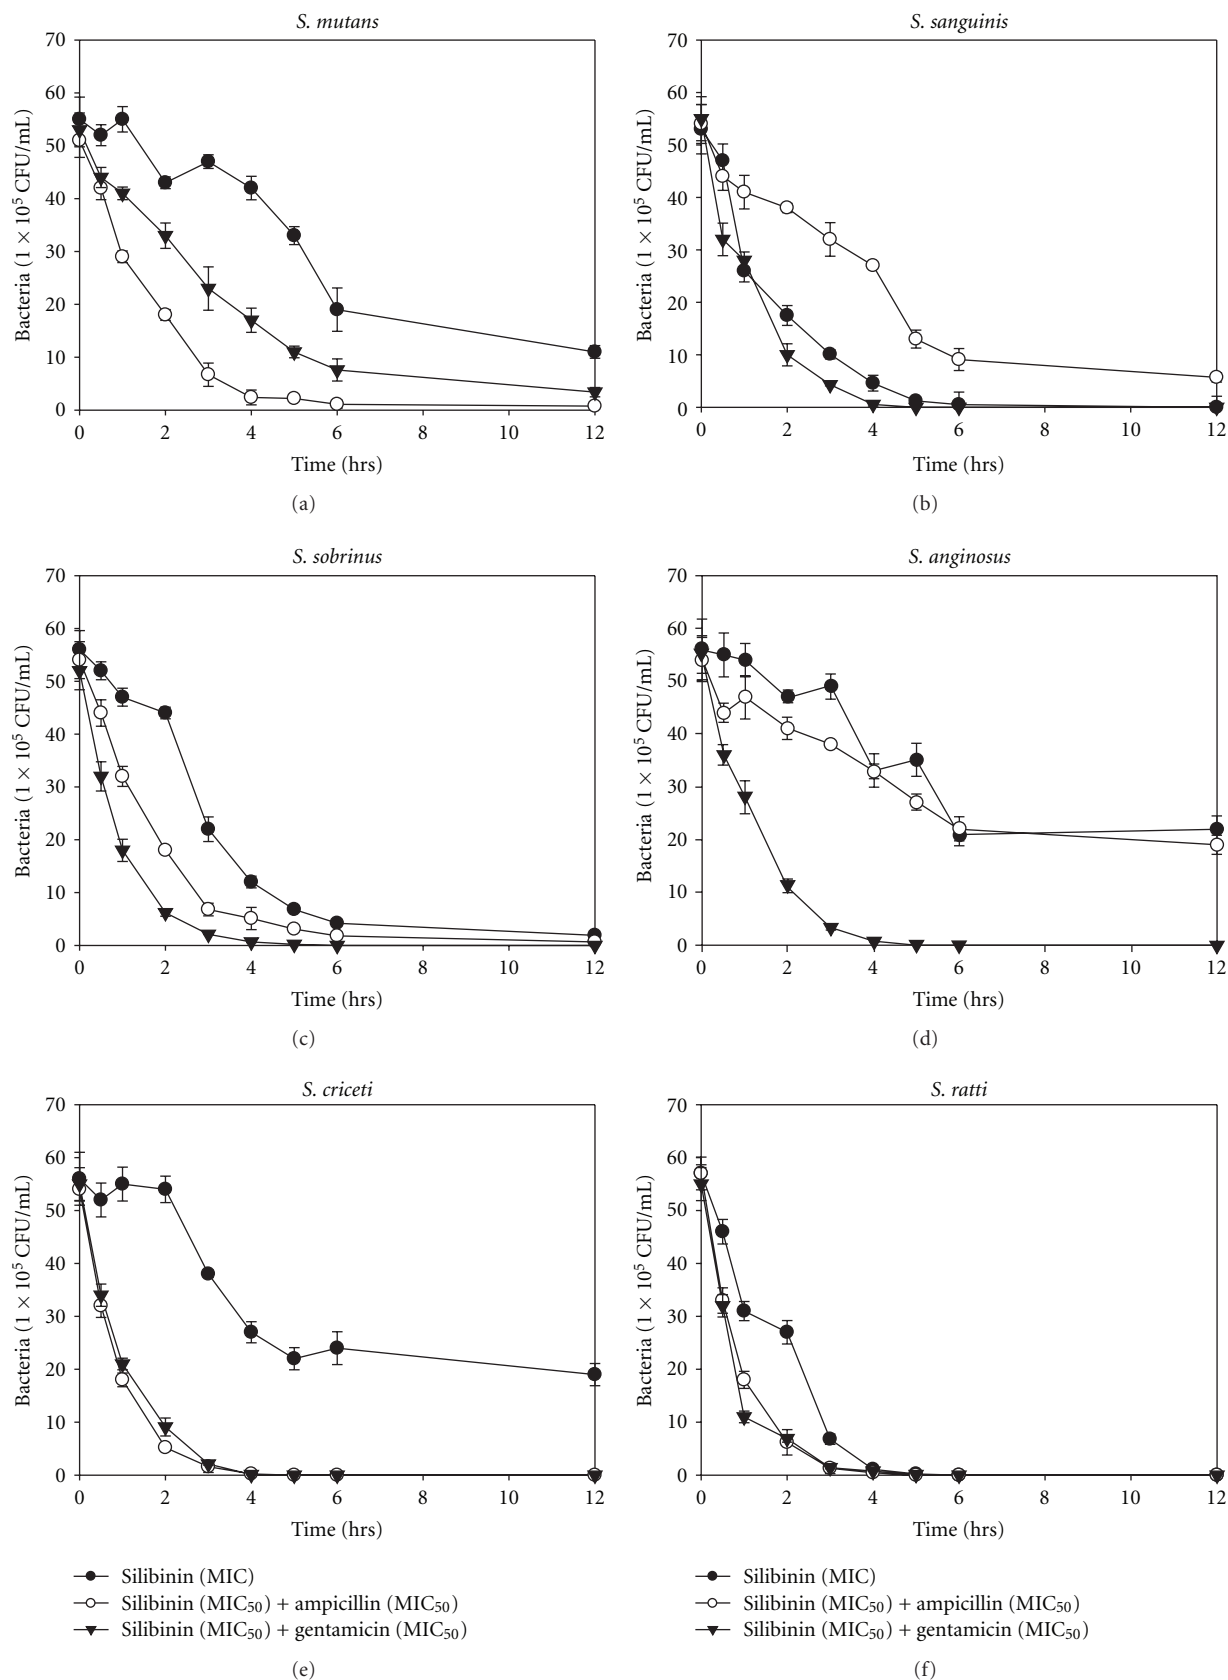 S. mutans
70
60
50
40
30
20
10
0
Bacteria (1 × 10⁵ CFU/mL)
0 2 4 6 8 10 12
Time (hrs)
(a)
S. sanguinis
70
60
50
40
30
20
10
0
Bacteria (1 × 10⁵ CFU/mL)
0 2 4 6 8 10 12
Time (hrs)
(b)
S. sobrinus
70
60
50
40
30
20
10
0
Bacteria (1 × 10⁵ CFU/mL)
0 2 4 6 8 10 12
Time (hrs)
(c)
S. anginosus
70
60
50
40
30
20
10
0
Bacteria (1 × 10⁵ CFU/mL)
0 2 4 6 8 10 12
Time (hrs)
(d)
S. criceti
70
60
50
40
30
20
10
0
Bacteria (1 × 10⁵ CFU/mL)
0 2 4 6 8 10 12
Time (hrs)
Silibinin (MIC)
Silibinin (MIC₅₀) + ampicillin (MIC₅₀)
Silibinin (MIC₅₀) + gentamicin (MIC₅₀)
(e)
S. ratti
70
60
50
40
30
20
10
0
Bacteria (1 × 10⁵ CFU/mL)
0 2 4 6 8 10 12
Time (hrs)
Silibinin (MIC)
Silibinin (MIC₅₀) + ampicillin (MIC₅₀)
Silibinin (MIC₅₀) + gentamicin (MIC₅₀)
(f)